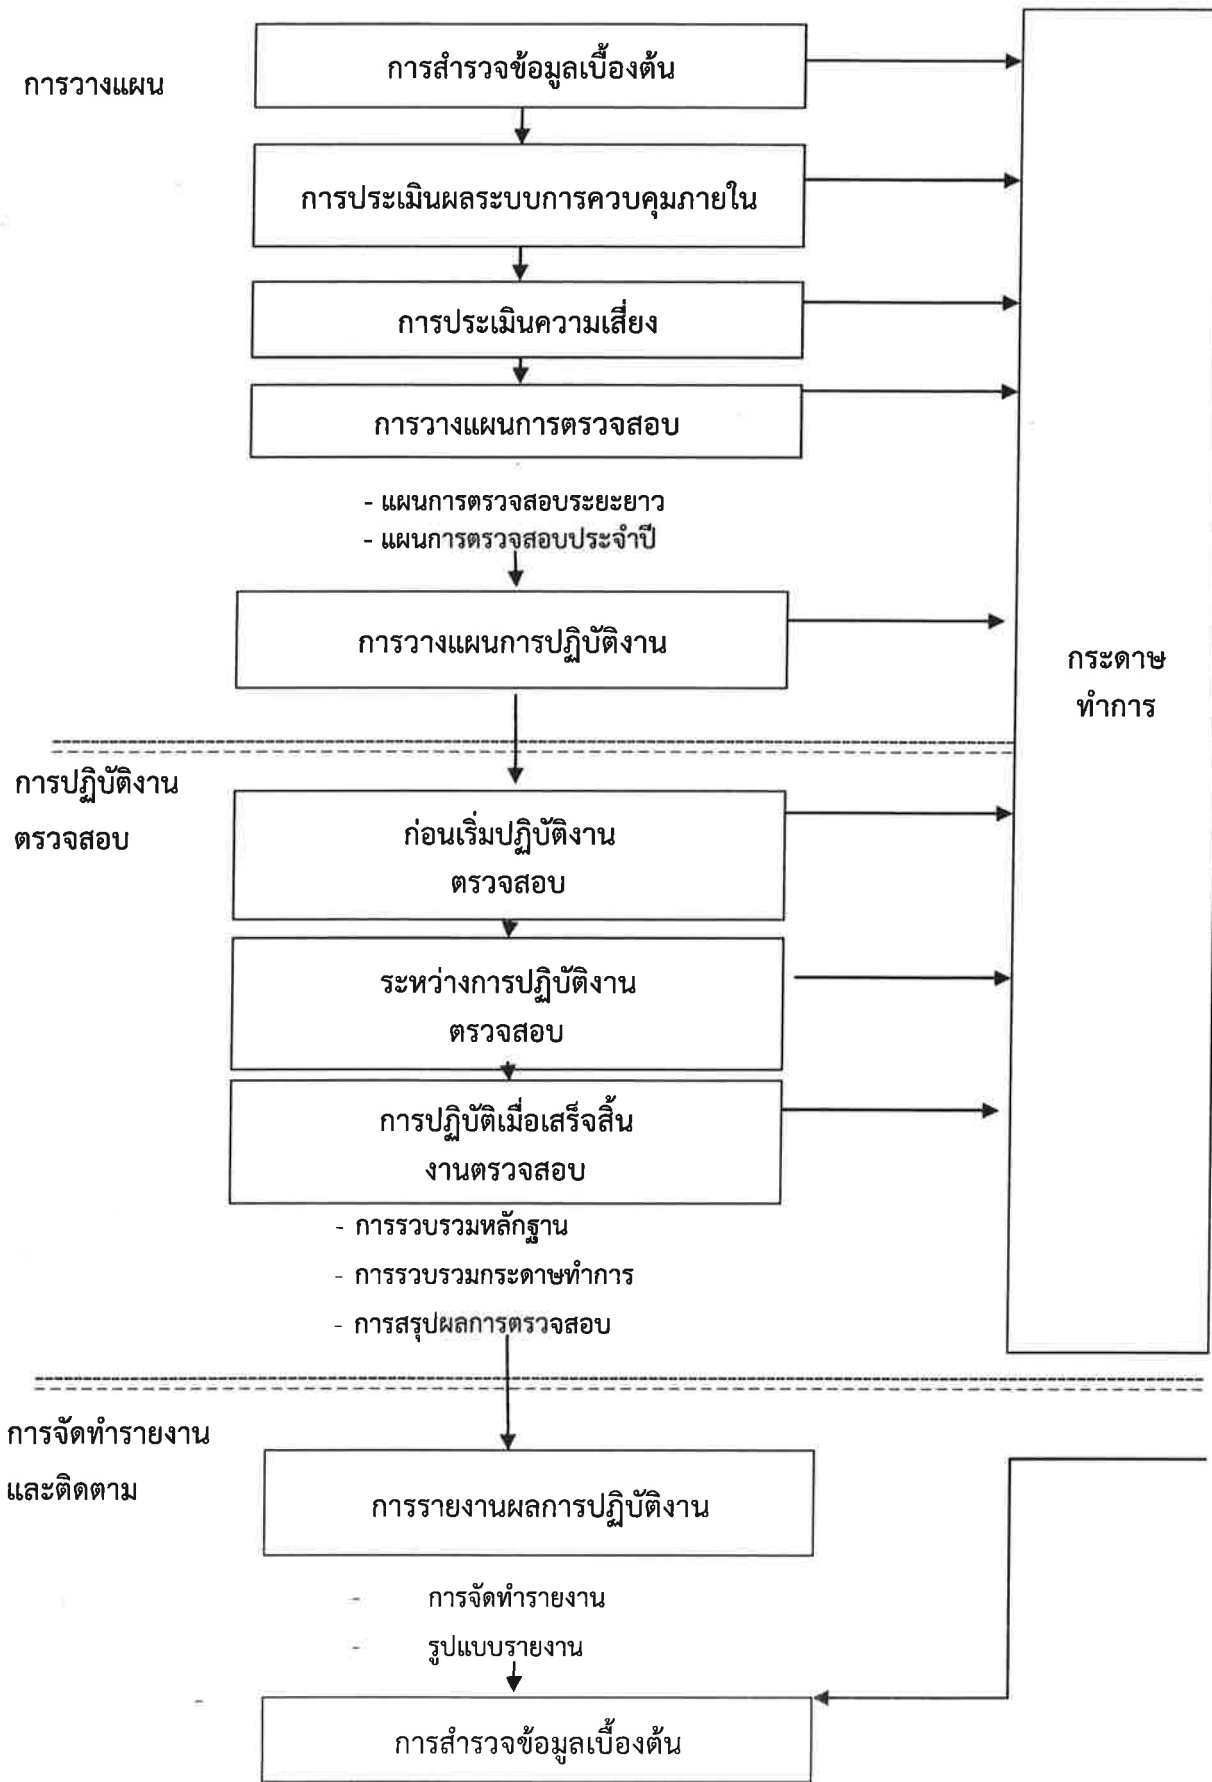 การวางแผน
การสำรวจข้อมูลเบื้องต้น
การประเมินผลระบบการควบคุมภายใน
การประเมินความเสี่ยง
การวางแผนการตรวจสอบ
- แผนการตรวจสอบระยะยาว
- แผนการตรวจสอบประจำปี
การวางแผนการปฏิบัติงาน
กระดาษ
ทำการ
การปฏิบัติงาน
ตรวจสอบ
ก่อนเริ่มปฏิบัติงาน
ตรวจสอบ
ระหว่างการปฏิบัติงาน
ตรวจสอบ
การปฏิบัติเมื่อเสร็จสิ้น
งานตรวจสอบ
- การรวบรวมหลักฐาน
- การรวบรวมกระดาษทำการ
- การสรุปผลการตรวจสอบ
การจัดทำรายงาน
และติดตาม
การรายงานผลการปฏิบัติงาน
- การจัดทำรายงาน
- รูปแบบรายงาน
-
การสำรวจข้อมูลเบื้องต้น